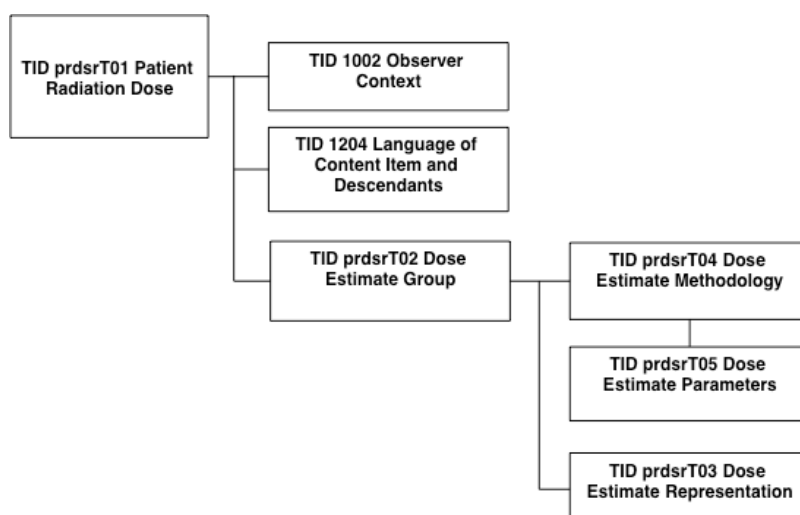 TID prdsrT01 Patient
Radiation Dose
TID 1002 Observer
Context
TID 1204 Language of
Content Item and
Descendants
TID prdsrT02 Dose
Estimate Group
TID prdsrT04 Dose
Estimate Methodology
TID prdsrT05 Dose
Estimate Parameters
TID prdsrT03 Dose
Estimate Representation